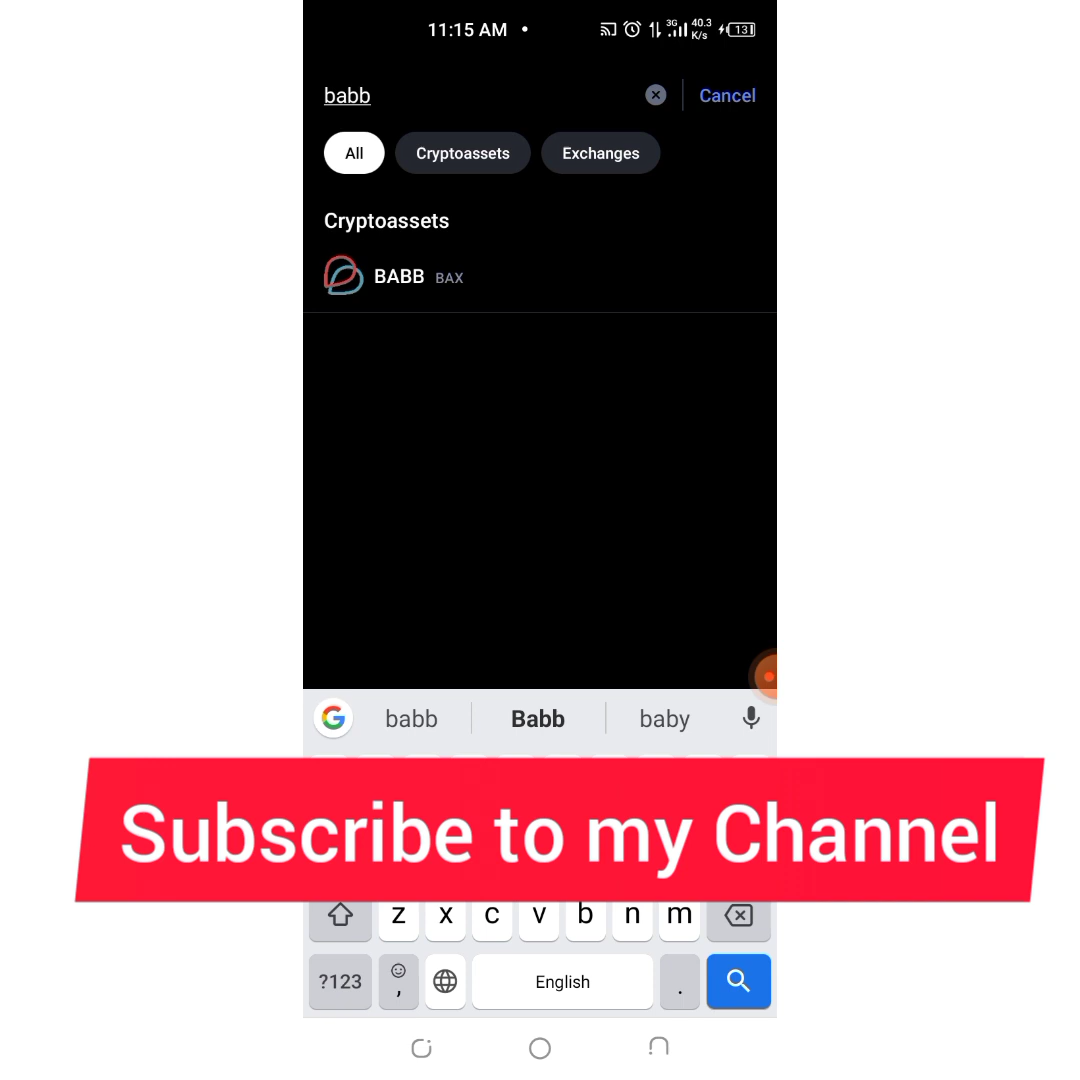 11:15 AM •
3G 40.3 K/s 13
babb
Cancel
All Cryptoassets Exchanges
Cryptoassets
BABB BAX
babb Babb baby
Subscribe to my Channel
z x c v b n m
?123 , English .